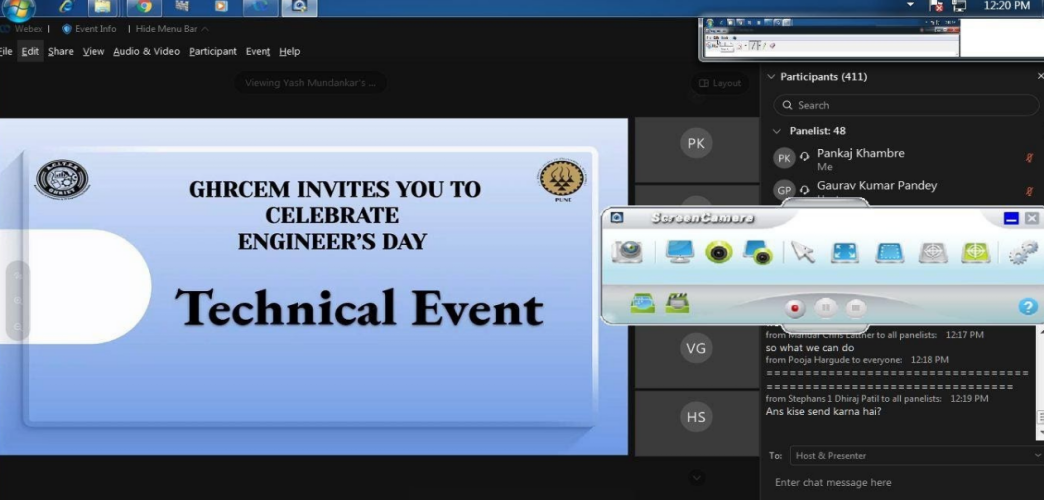 12:20 PM
Webex | Event Info | Hide Menu Bar
File Edit Share View Audio & Video Participant Event Help
Viewing Yash Mundankar's ...
Layout
Participants (411)
Search
Panelist: 48
PK
Pankaj Khambre
Me
GP
Gaurav Kumar Pandey
PK
PUNE
GHRCEM INVITES YOU TO
CELEBRATE
ENGINEER'S DAY
Technical Event
ScreenCamera
VG
HS
from Mandar Chris Lattner to all panelists: 12:17 PM
so what we can do
from Pooja Hargude to everyone: 12:18 PM
==================================
================================
from Stephans 1 Dhiraj Patil to all panelists: 12:19 PM
Ans kise send karna hai?
To: Host & Presenter
Enter chat message here